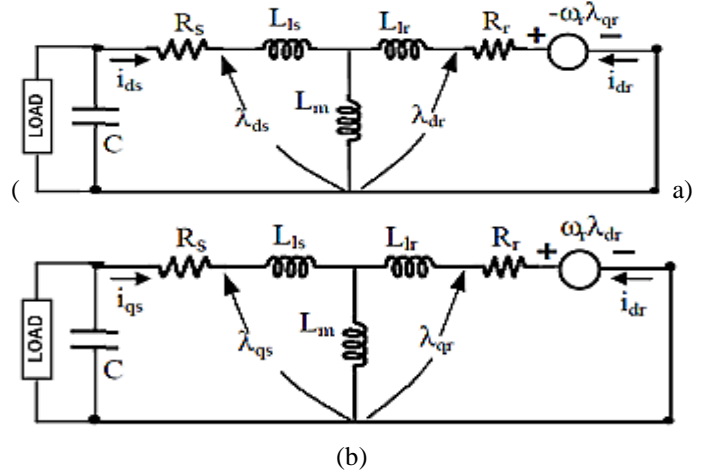 R_s L_ls L_lr R_r + -ω_rλ_qr −
i_ds i_dr
LOAD C λ_ds L_m λ_dr
( a)
R_s L_ls L_lr R_r + ω_rλ_dr −
i_qs i_dr
LOAD C λ_qs L_m λ_qr
(b)